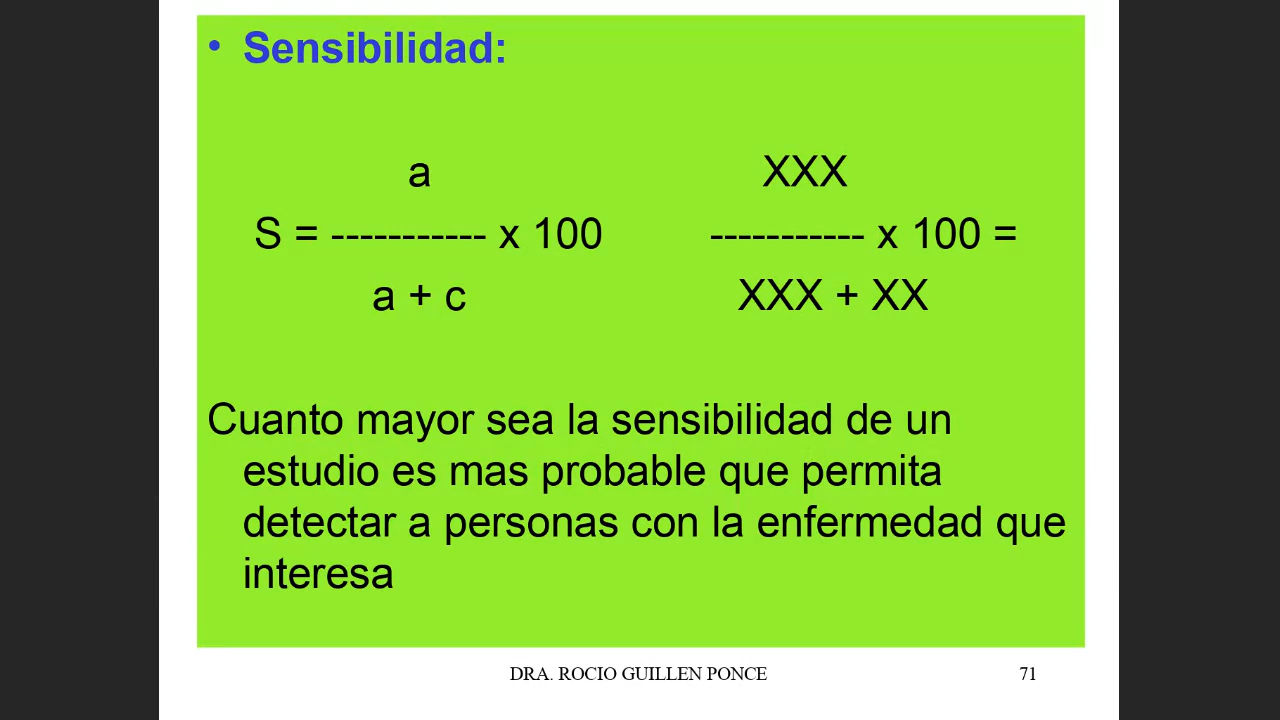 • Sensibilidad:
a XXX
S = ----------- x 100 ----------- x 100 =
a + c XXX + XX
Cuanto mayor sea la sensibilidad de un
estudio es mas probable que permita
detectar a personas con la enfermedad que
interesa
DRA. ROCIO GUILLEN PONCE 71